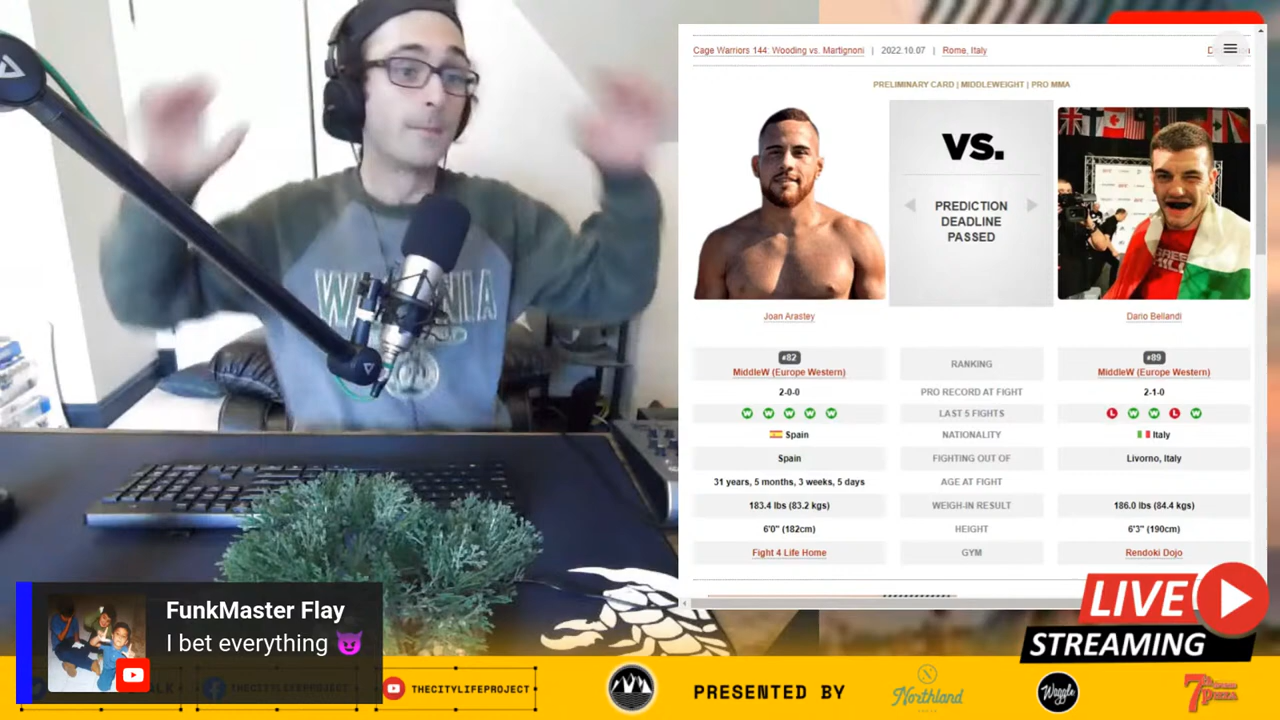 Cage Warriors 144: Wooding vs. Martignoni | 2022.10.07 | Rome, Italy
PRELIMINARY CARD | MIDDLEWEIGHT | PRO MMA
VS.
PREDICTION
DEADLINE
PASSED
Joan Arastey
Dario Bellandi
#82 RANKING #89
MiddleW (Europe Western) MiddleW (Europe Western)
2-0-0 PRO RECORD AT FIGHT 2-1-0
W W W W W LAST 5 FIGHTS L W W L W
Spain NATIONALITY Italy
Spain FIGHTING OUT OF Livorno, Italy
31 years, 5 months, 3 weeks, 5 days AGE AT FIGHT
183.4 lbs (83.2 kgs) WEIGH-IN RESULT 186.0 lbs (84.4 kgs)
6'0" (182cm) HEIGHT 6'3" (190cm)
Fight 4 Life Home GYM Rendoki Dojo
LIVE
STREAMING
FunkMaster Flay
I bet everything 😈
THECITYLIFEPROJECT
THECITYLIFEPROJECT
PRESENTED BY
Northland
Waggle